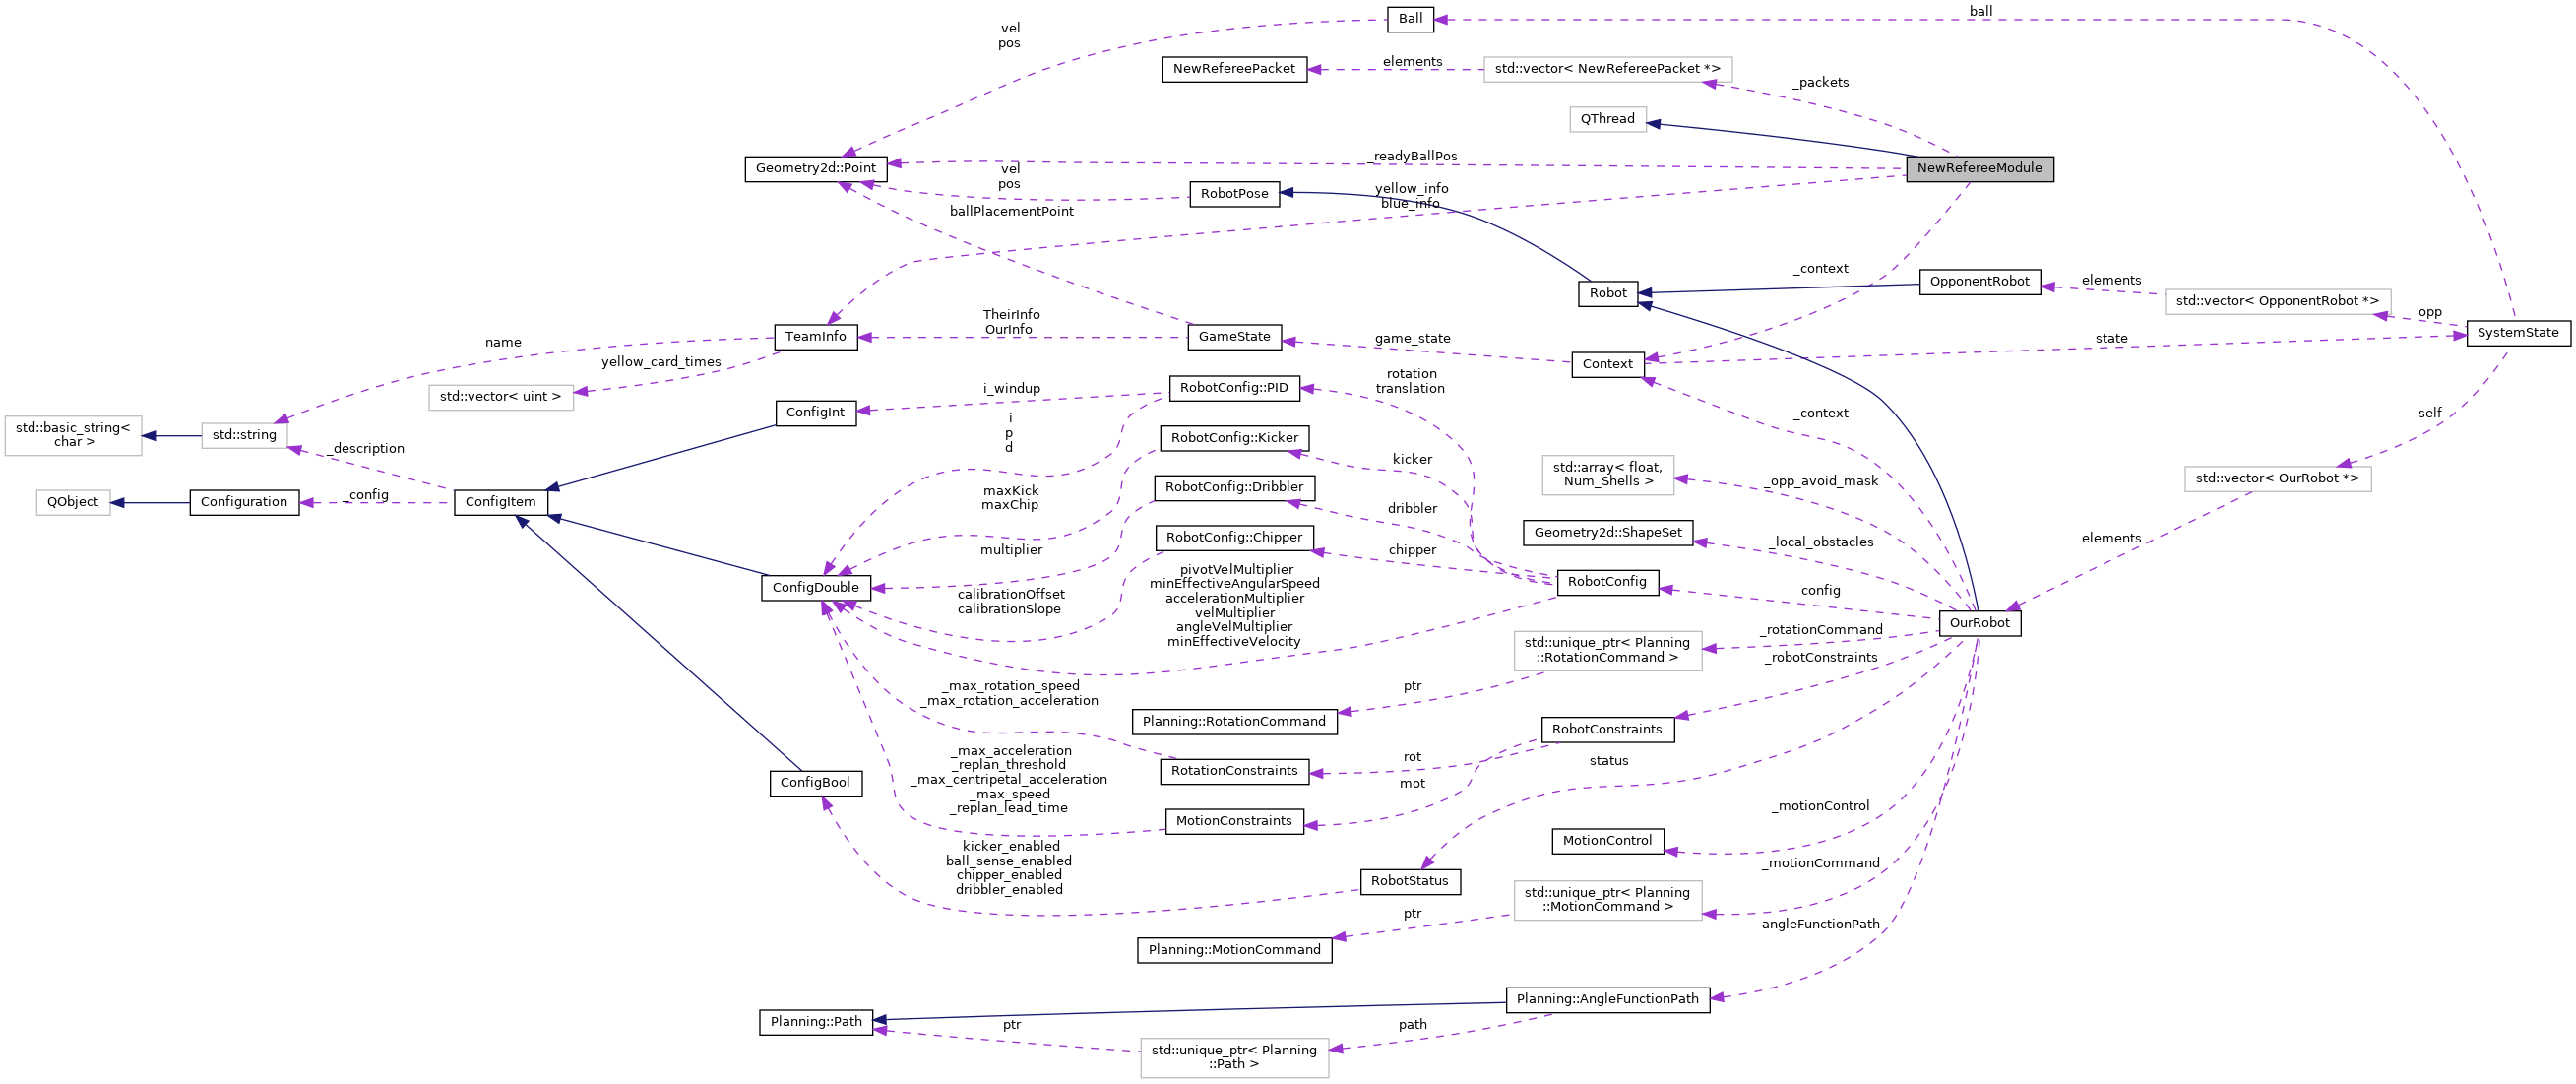 Ball
ball
vel
pos
NewRefereePacket
elements
std::vector< NewRefereePacket *>
_packets
QThread
Geometry2d::Point
_readyBallPos
NewRefereeModule
vel
pos
RobotPose
yellow_info
blue_info
ballPlacementPoint
_context
Robot
OpponentRobot
elements
std::vector< OpponentRobot *>
opp
SystemState
TheirInfo
OurInfo
TeamInfo
GameState
game_state
Context
state
name
yellow_card_times
std::vector< uint >
i_windup
RobotConfig::PID
rotation
translation
std::basic_string<
char >
std::string
ConfigInt
i
p
d
RobotConfig::Kicker
_context
self
_description
kicker
std::array< float,
Num_Shells >
_opp_avoid_mask
std::vector< OurRobot *>
QObject
Configuration
_config
ConfigItem
maxKick
maxChip
RobotConfig::Dribbler
dribbler
Geometry2d::ShapeSet
_local_obstacles
elements
multiplier
RobotConfig::Chipper
chipper
ConfigDouble
calibrationOffset
calibrationSlope
pivotVelMultiplier
minEffectiveAngularSpeed
accelerationMultiplier
velMultiplier
angleVelMultiplier
minEffectiveVelocity
RobotConfig
config
OurRobot
std::unique_ptr< Planning
::RotationCommand >
_rotationCommand
_robotConstraints
_max_rotation_speed
_max_rotation_acceleration
ptr
Planning::RotationCommand
RobotConstraints
_max_acceleration
_replan_threshold
_max_centripetal_acceleration
_max_speed
_replan_lead_time
RotationConstraints
rot
mot
status
ConfigBool
MotionConstraints
_motionControl
MotionControl
kicker_enabled
ball_sense_enabled
chipper_enabled
dribbler_enabled
RobotStatus
_motionCommand
std::unique_ptr< Planning
::MotionCommand >
ptr
Planning::MotionCommand
angleFunctionPath
Planning::AngleFunctionPath
Planning::Path
ptr
path
std::unique_ptr< Planning
::Path >